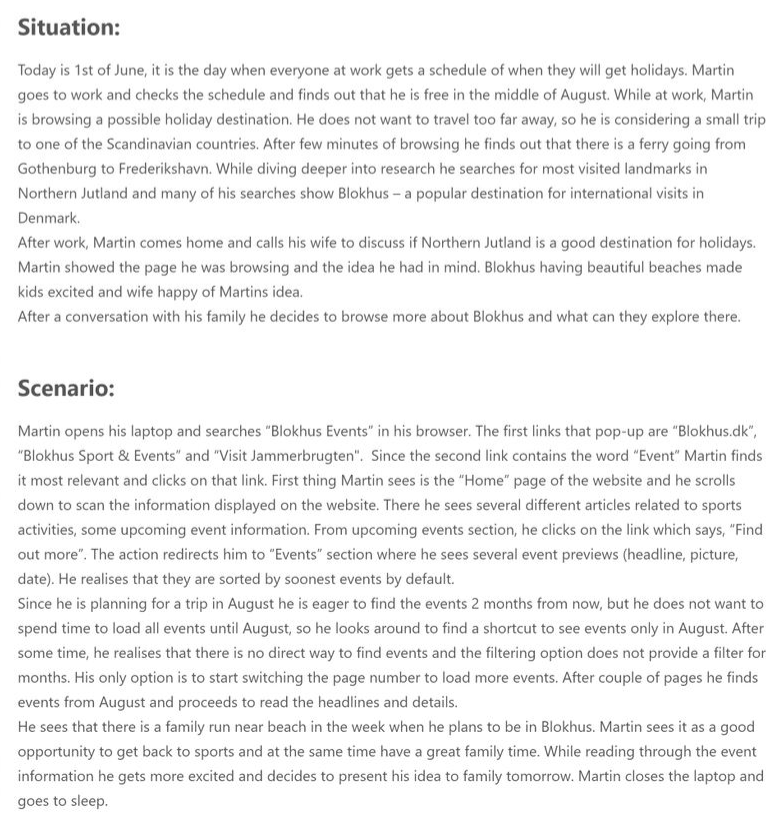 Situation:
Today is 1st of June, it is the day when everyone at work gets a schedule of when they will get holidays. Martin
goes to work and checks the schedule and finds out that he is free in the middle of August. While at work, Martin
is browsing a possible holiday destination. He does not want to travel too far away, so he is considering a small trip
to one of the Scandinavian countries. After few minutes of browsing he finds out that there is a ferry going from
Gothenburg to Frederikshavn. While diving deeper into research he searches for most visited landmarks in
Northern Jutland and many of his searches show Blokhus – a popular destination for international visits in
Denmark.
After work, Martin comes home and calls his wife to discuss if Northern Jutland is a good destination for holidays.
Martin showed the page he was browsing and the idea he had in mind. Blokhus having beautiful beaches made
kids excited and wife happy of Martins idea.
After a conversation with his family he decides to browse more about Blokhus and what can they explore there.
Scenario:
Martin opens his laptop and searches “Blokhus Events” in his browser. The first links that pop-up are “Blokhus.dk”,
“Blokhus Sport & Events” and “Visit Jammerbrugten".  Since the second link contains the word “Event” Martin finds
it most relevant and clicks on that link. First thing Martin sees is the “Home” page of the website and he scrolls
down to scan the information displayed on the website. There he sees several different articles related to sports
activities, some upcoming event information. From upcoming events section, he clicks on the link which says, “Find
out more”. The action redirects him to “Events” section where he sees several event previews (headline, picture,
date). He realises that they are sorted by soonest events by default.
Since he is planning for a trip in August he is eager to find the events 2 months from now, but he does not want to
spend time to load all events until August, so he looks around to find a shortcut to see events only in August. After
some time, he realises that there is no direct way to find events and the filtering option does not provide a filter for
months. His only option is to start switching the page number to load more events. After couple of pages he finds
events from August and proceeds to read the headlines and details.
He sees that there is a family run near beach in the week when he plans to be in Blokhus. Martin sees it as a good
opportunity to get back to sports and at the same time have a great family time. While reading through the event
information he gets more excited and decides to present his idea to family tomorrow. Martin closes the laptop and
goes to sleep.